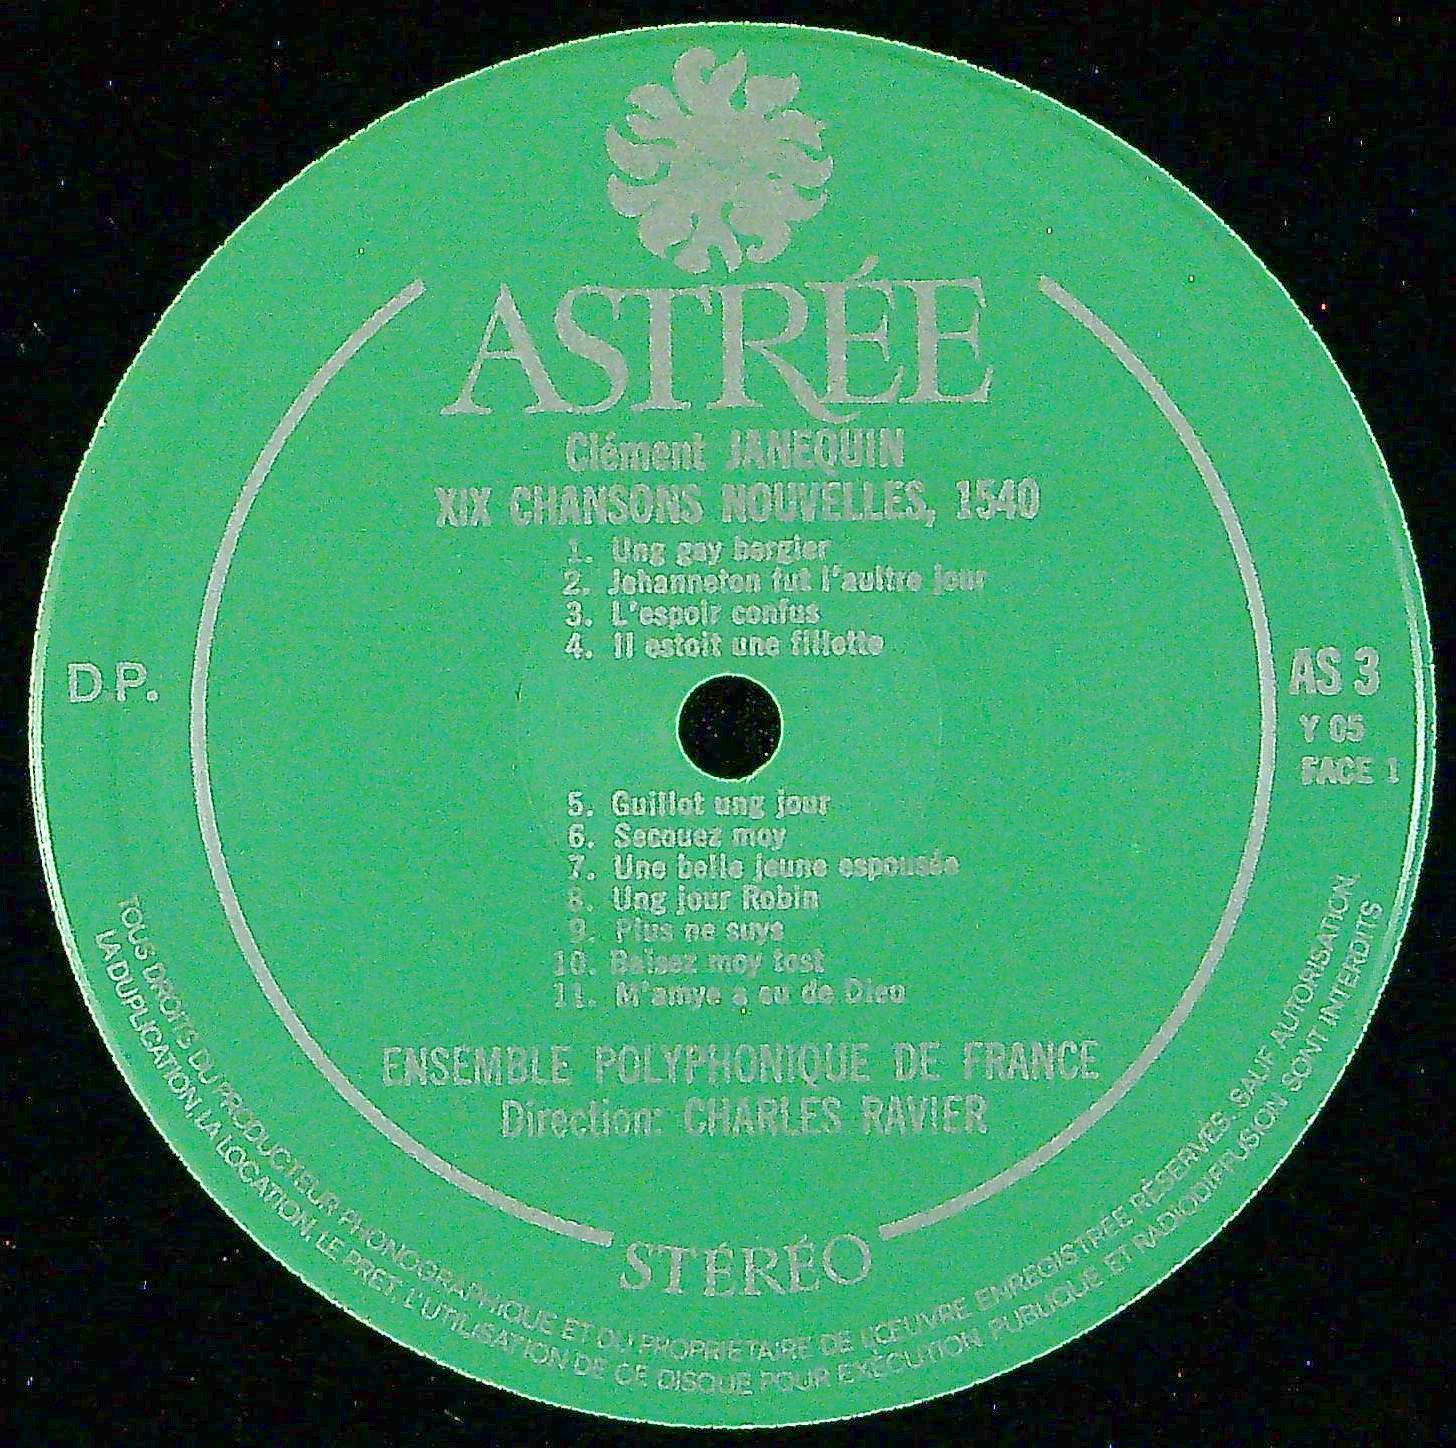 ASTRÉE
Clément JANEQUIN
XIX CHANSONS NOUVELLES, 1540
1. Ung gay bergier
2. Jehanneton fut l'aultre jour
3. L'espoir confus
4. Il estoit une fillette
D.P.
AS 3
Y 05
FACE 1
5. Guillot ung jour
6. Secouez moy
7. Une belle jeune espousée
8. Ung jour Robin
9. Plus ne suys
10. Baisez moy tost
11. M'amye a eu de Dieu
ENSEMBLE POLYPHONIQUE DE FRANCE
Direction: CHARLES RAVIER
STÉRÉO
TOUS DROITS DU PRODUCTEUR PHONOGRAPHIQUE ET DU PROPRIETAIRE DE L'ŒUVRE ENREGISTREE RÉSERVÉS. SAUF AUTORISATION,
LA DUPLICATION, LA LOCATION, LE PRET, L'UTILISATION DE CE DISQUE POUR EXÉCUTION PUBLIQUE ET RADIODIFFUSION SONT INTERDITS